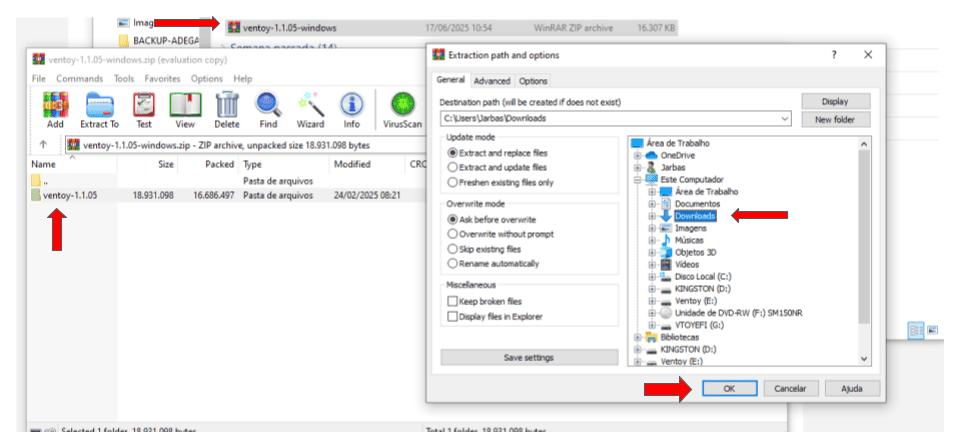 Imag
ventoy-1.1.05-windows 17/06/2025 10:54 WinRAR ZIP archive 16.307 KB
BACKUP-ADEGA
Semana passada (14)
ventoy-1.1.05-windows.zip (evaluation copy)
File Commands Tools Favorites Options Help
Add Extract To Test View Delete Find Wizard Info VirusScan
ventoy-1.1.05-windows.zip - ZIP archive, unpacked size 18.931.098 bytes
Name Size Packed Type Modified CRC
.. Pasta de arquivos
ventoy-1.1.05 18.931.098 16.686.497 Pasta de arquivos 24/02/2025 08:21
Selected 1 folder, 18.931.098 bytes Total 1 folder, 18.931.098 bytes
Extraction path and options ? X
General Advanced Options
Destination path (will be created if does not exist) Display
C:\Users\Jarbas\Downloads New folder
Update mode
Extract and replace files
Extract and update files
Freshen existing files only
Overwrite mode
Ask before overwrite
Overwrite without prompt
Skip existing files
Rename automatically
Miscellaneous
Keep broken files
Display files in Explorer
Save settings
Área de Trabalho
OneDrive
Jarbas
Este Computador
Área de Trabalho
Documentos
Downloads
Imagens
Músicas
Objetos 3D
Vídeos
Disco Local (C:)
KINGSTON (D:)
Ventoy (E:)
Unidade de DVD-RW (F:) SM150NR
VTOYEFI (G:)
Bibliotecas
KINGSTON (D:)
Ventoy (E:)
OK Cancelar Ajuda